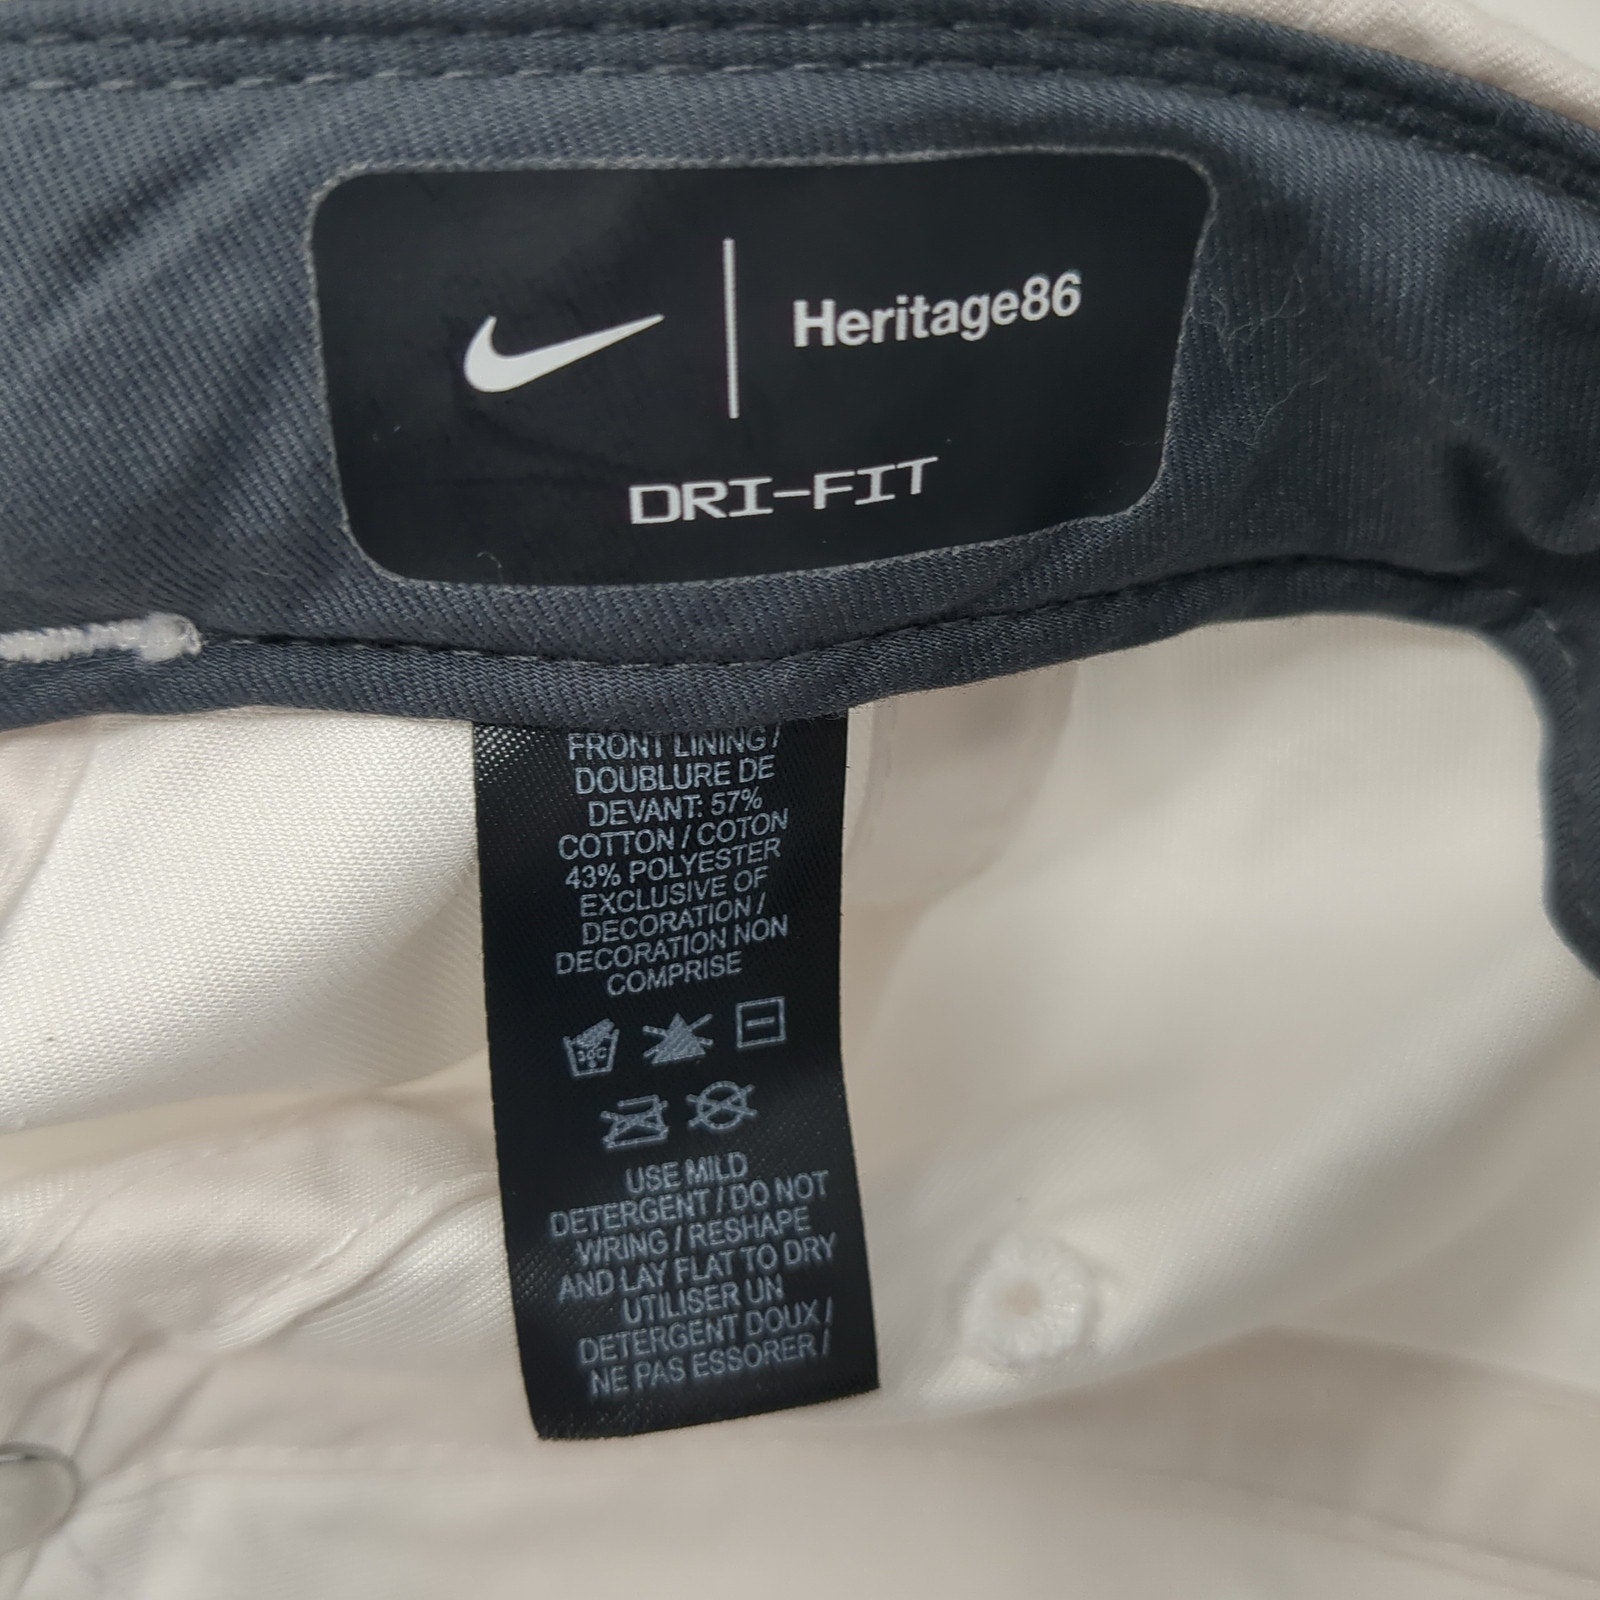 Heritage86
DRI-FIT
FRONT LINING /
DOUBLURE DE
DEVANT: 57%
COTTON / COTON
43% POLYESTER
EXCLUSIVE OF
DECORATION /
DECORATION NON
COMPRISE
30C
USE MILD
DETERGENT / DO NOT
WRING / RESHAPE
AND LAY FLAT TO DRY
UTILISER UN
DETERGENT DOUX /
NE PAS ESSORER /